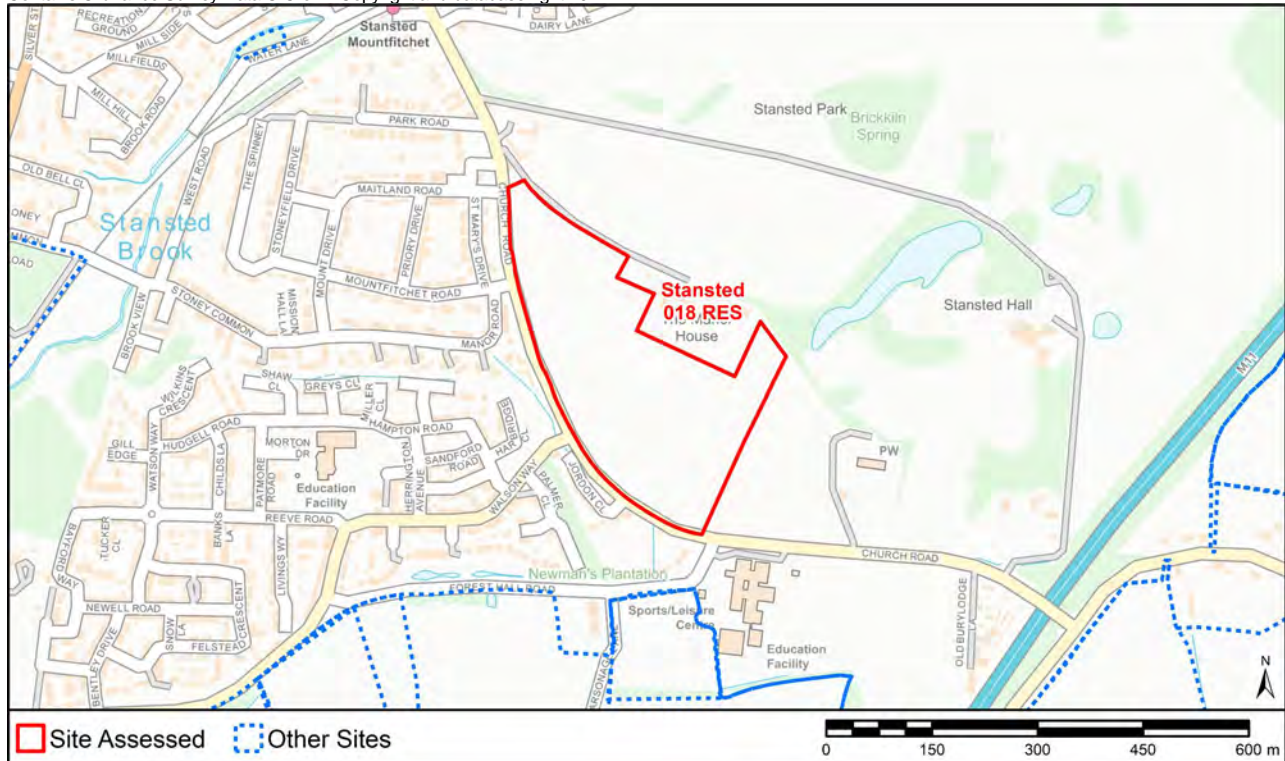 Stansted
Mountfitchet
DAIRY LANE
RECREATION
GROUND
MILL SIDE
SILVER ST
WATER LANE
MILLFIELDS
MILL HILL
BROOK ROAD
PARK ROAD
Stansted Park
Brickkiln
Spring
WEST ROAD
THE SPINNEY
STONEYFIELD DRIVE
MAITLAND ROAD
CHURCH ROAD
OLD BELL CL
Stansted
Brook
MOUNT DRIVE
PRIORY DRIVE
ST MARY'S DRIVE
MOUNTFITCHET ROAD
Stansted
018 RES
House
Stansted Hall
STONEY COMMON
MISSION
HALL LA
BROOK VIEW
MANOR ROAD
M11
SHAW
CL
GREYS CL
MILLER
CL
WILKINS
CRESCENT
HAMPTON ROAD
HARBRIDGE
CL
GILL
EDGE
HUDGELL ROAD
WATSON WAY
CHILDS LA
PATMORE
ROAD
MORTON
DR
SANDFORD
ROAD
HERRINGTON
AVENUE
WALSON WAY
PALMER
CL
JORDON CL
PW
Education
Facility
REEVE ROAD
BANKS
LA
TUCKER
CL
BAYFORD
WAY
LIVINGS WY
CHURCH ROAD
Newman's Plantation
FOREST HALL ROAD
NEWELL ROAD
SNOW
LA
FELSTEAD
CRESCENT
BENTLEY DRIVE
Sports/Leisure
Centre
Education
Facility
OLD BURYLODGE
LA
N
Site Assessed
Other Sites
0 150 300 450 600 m